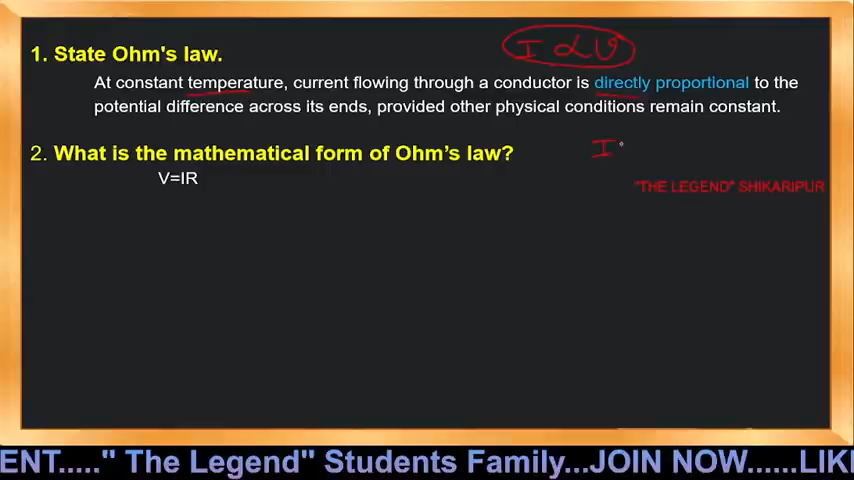 I ∝ V
1. State Ohm's law.
At constant temperature, current flowing through a conductor is directly proportional to the
potential difference across its ends, provided other physical conditions remain constant.
2. What is the mathematical form of Ohm’s law?
I
V=IR
"THE LEGEND" SHIKARIPUR
ENT....." The Legend" Students Family...JOIN NOW......LIK